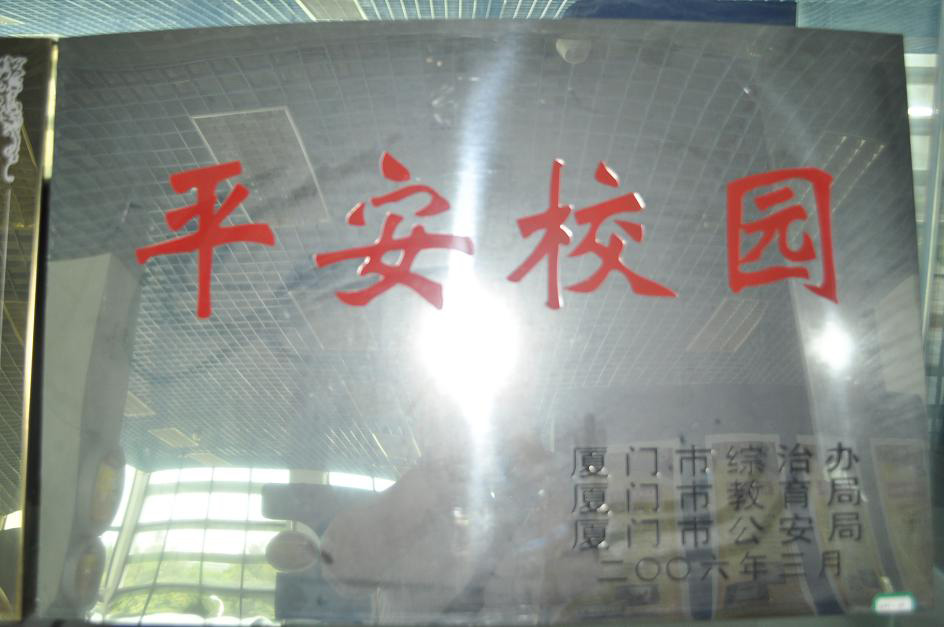 平安校园
厦门市综治办
厦门市教育局
厦门市公安局
二〇〇六年三月